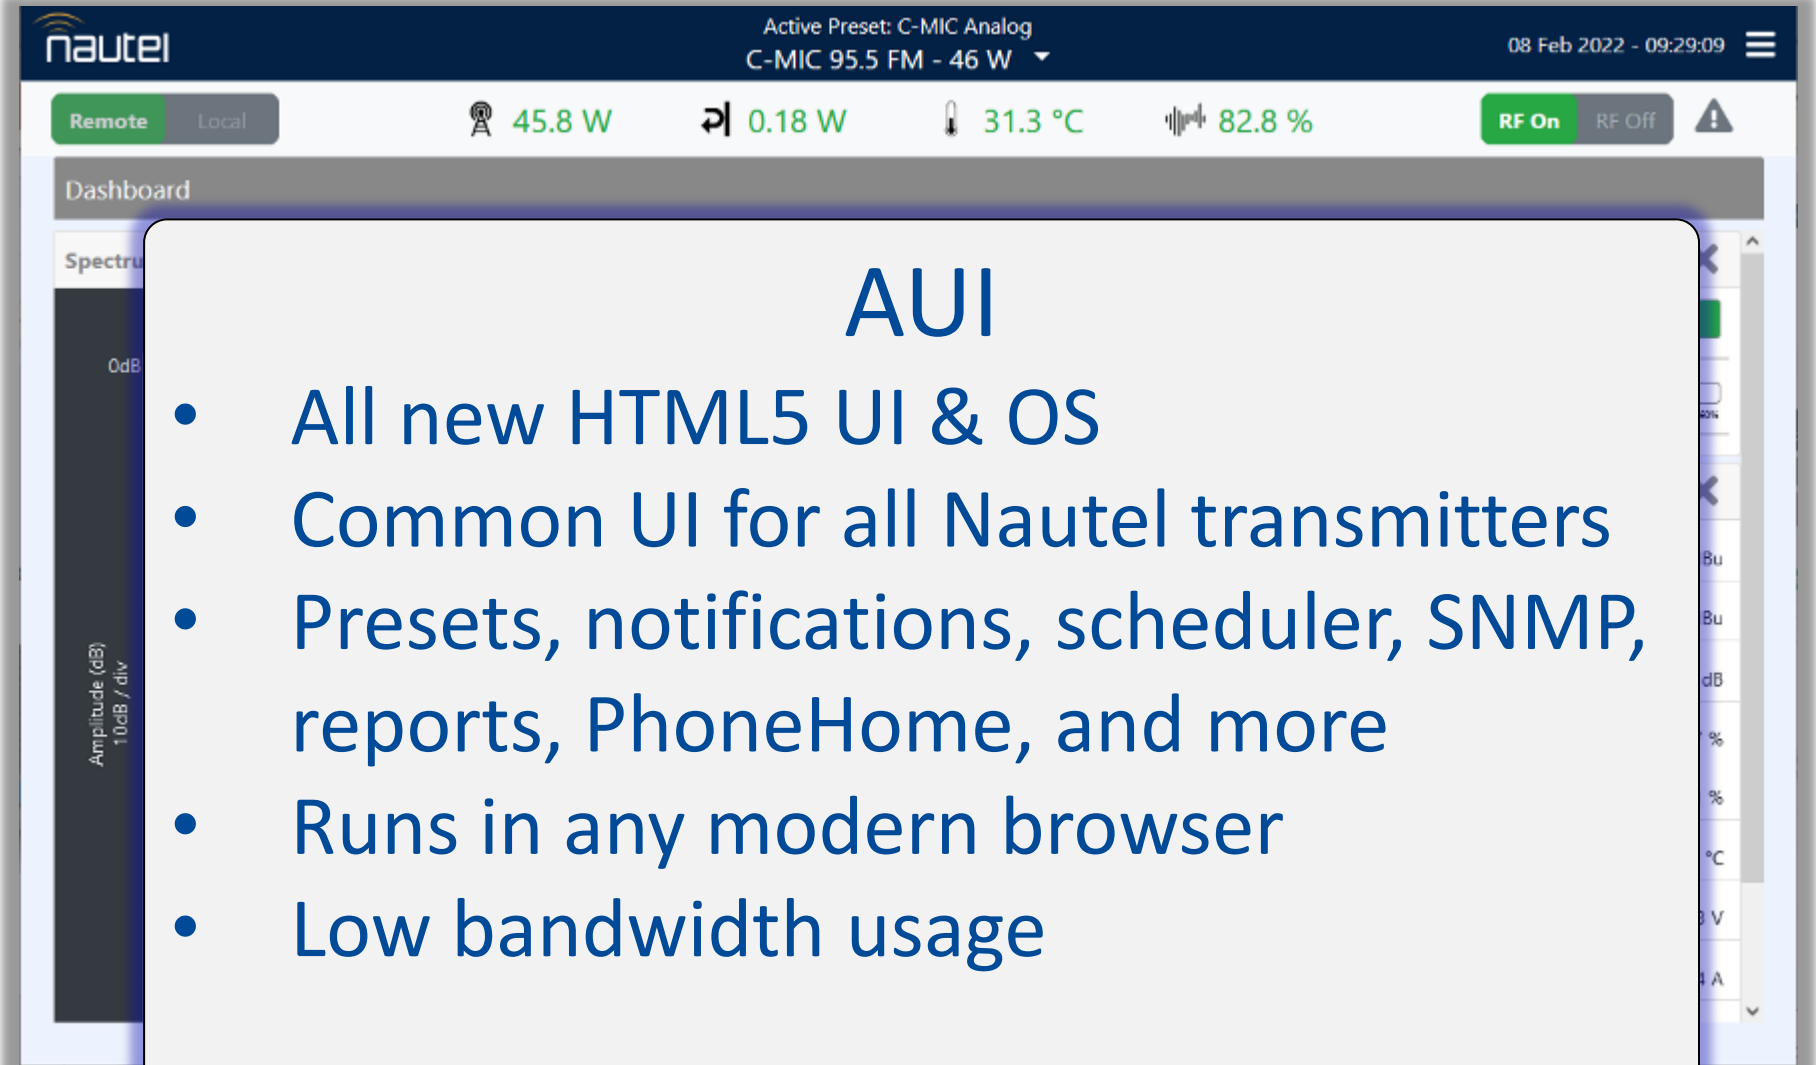 nautel
Active Preset: C-MIC Analog
C-MIC 95.5 FM - 46 W
08 Feb 2022 - 09:29:09
Remote Local
45.8 W 0.18 W 31.3 °C 82.8 %
RF On RF Off
Dashboard
Spectru
0dB
Amplitude (dB)
10dB / div
AUI
• All new HTML5 UI & OS
• Common UI for all Nautel transmitters
• Presets, notifications, scheduler, SNMP,
reports, PhoneHome, and more
• Runs in any modern browser
• Low bandwidth usage
Bu
Bu
dB
%
%
°C
V
A